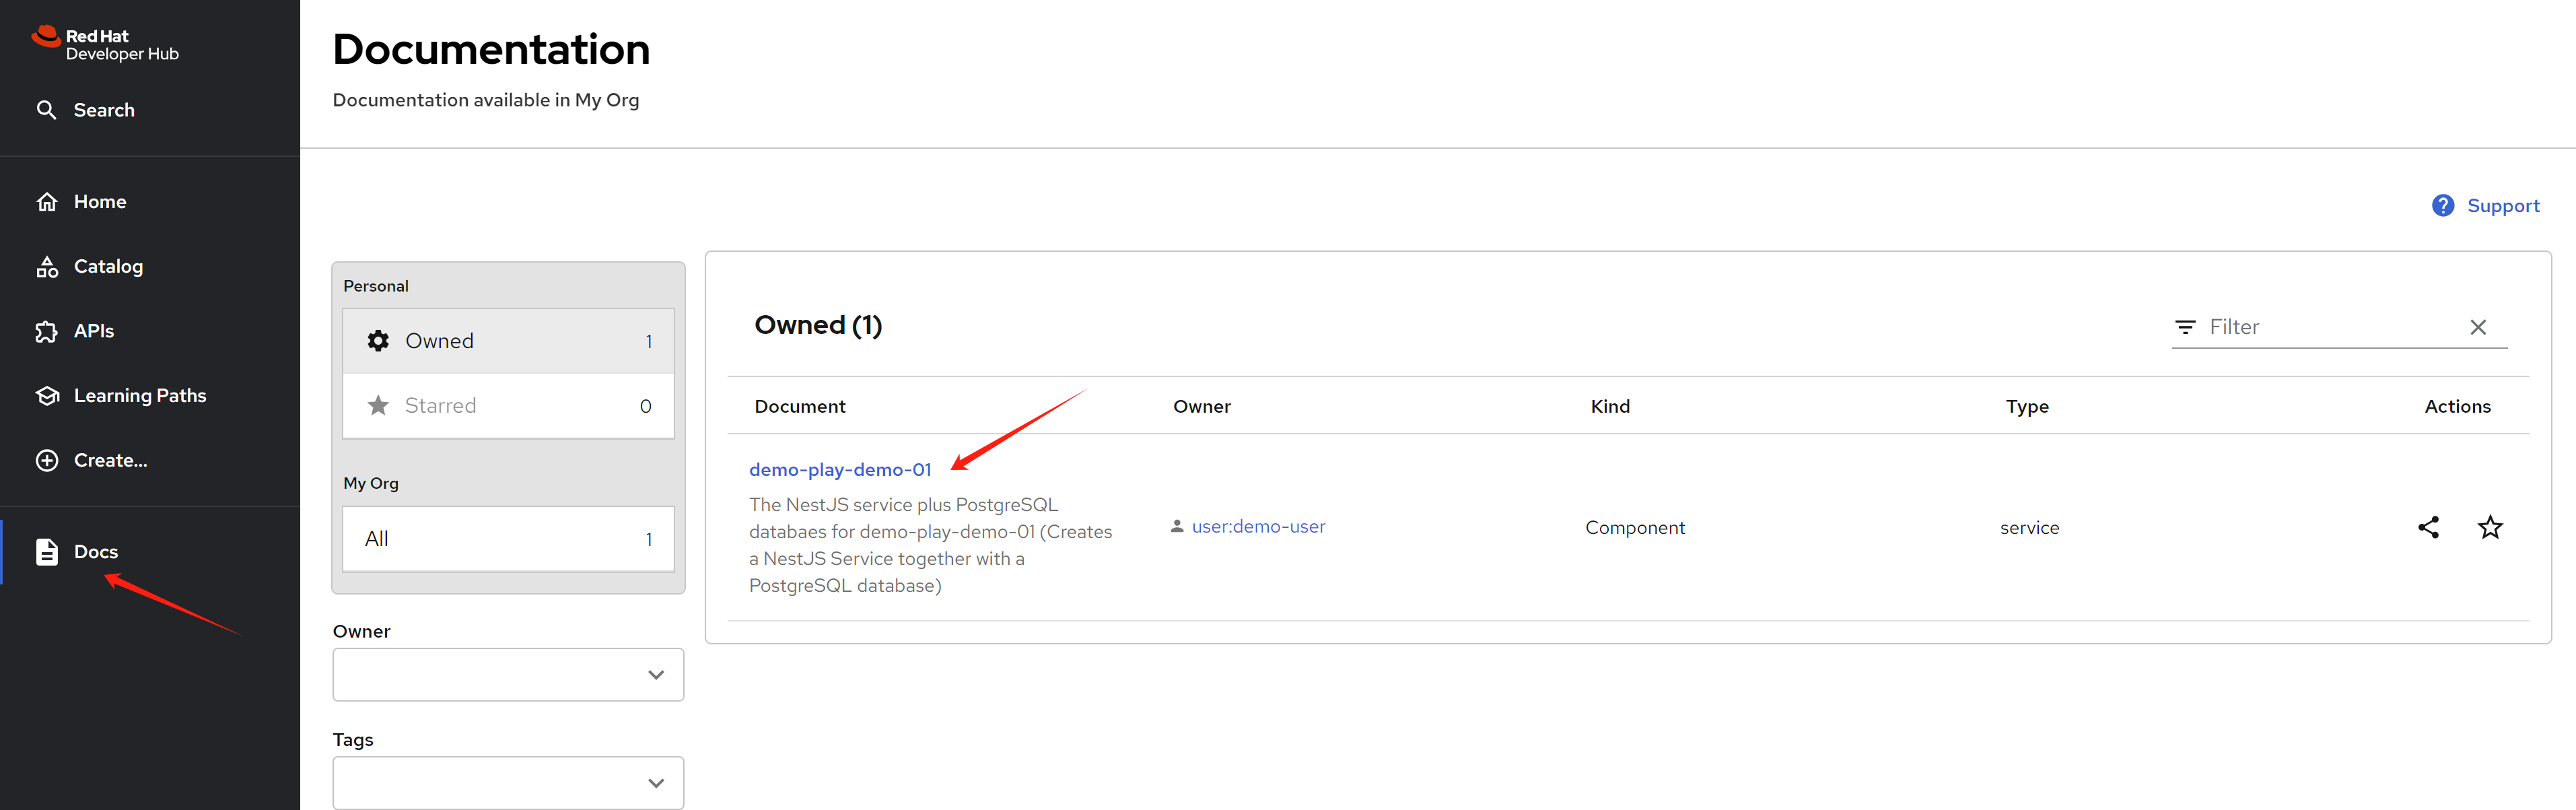 Red Hat
Developer Hub
Search
Home
Catalog
APIs
Learning Paths
Create...
Docs
Documentation
Documentation available in My Org
Support
Personal
Owned 1
Starred 0
My Org
All 1
Owner
Tags
Owned (1)
Filter
Document Owner Kind Type Actions
demo-play-demo-01
The NestJS service plus PostgreSQL
databaes for demo-play-demo-01 (Creates
a NestJS Service together with a
PostgreSQL database)
user:demo-user
Component
service